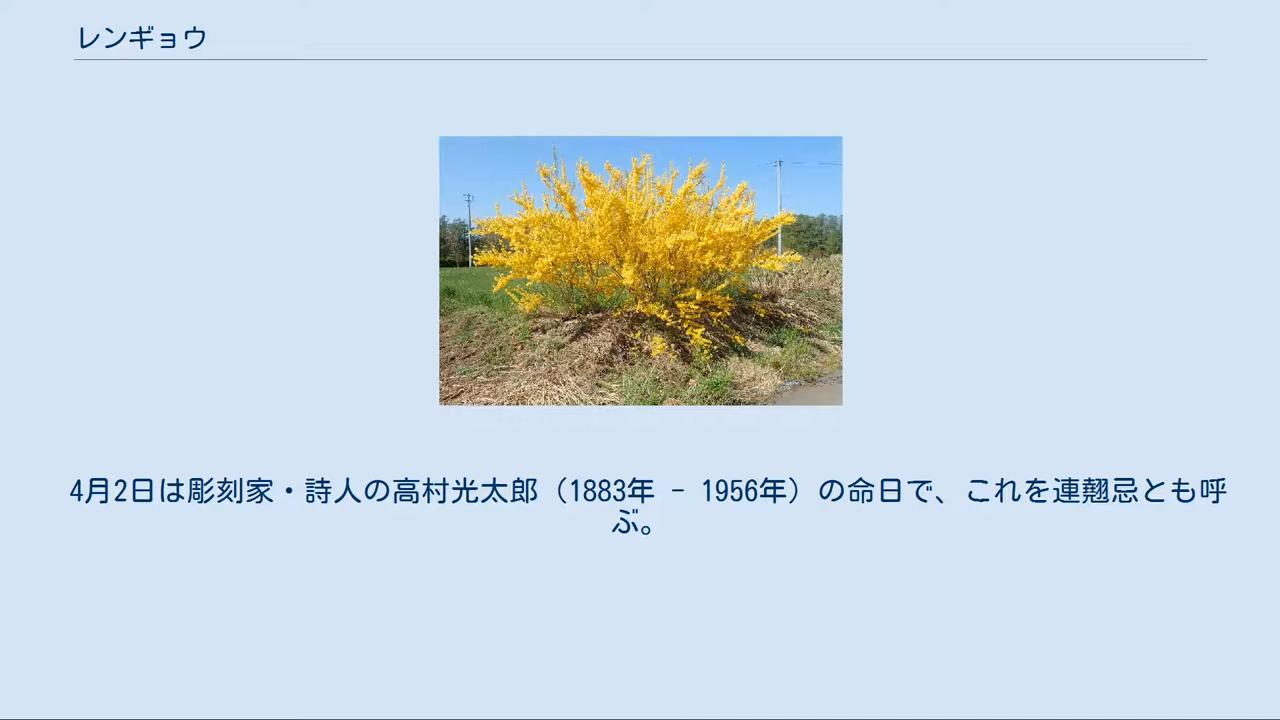 レンギョウ
4月2日は彫刻家・詩人の高村光太郎（1883年 - 1956年）の命日で、これを連翹忌とも呼
ぶ。